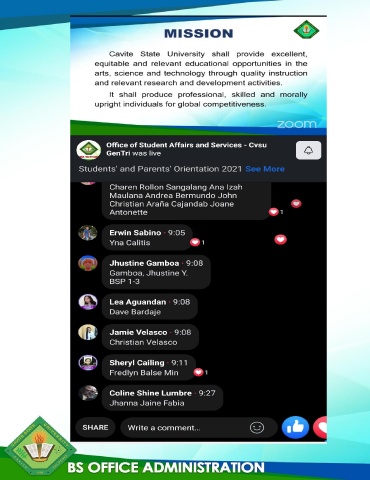 MISSION
Cavite State University shall provide excellent,
equitable and relevant educational opportunities in the
arts, science and technology through quality instruction
and relevant research and development activities.
It shall produce professional, skilled and morally
upright individuals for global competitiveness.
zoom
Office of Student Affairs and Services - Cvsu
GenTri was live
Students' and Parents' Orientation 2021 See More
Charen Rollon Sangalang Ana Izah
Maulana Andrea Bermundo John
Christian Araña Cajandab Joane
Antonette
1
Erwin Sabino · 9:05
Yna Calitis
1
Jhustine Gamboa · 9:08
Gamboa, Jhustine Y.
BSP 1-3
Lea Aguandan · 9:08
Dave Bardaje
Jamie Velasco · 9:08
Christian Velasco
Sheryl Cailing · 9:11
Fredlyn Balse Min
1
Coline Shine Lumbre · 9:27
Jhanna Jaine Fabia
SHARE
Write a comment...
BS OFFICE ADMINISTRATION